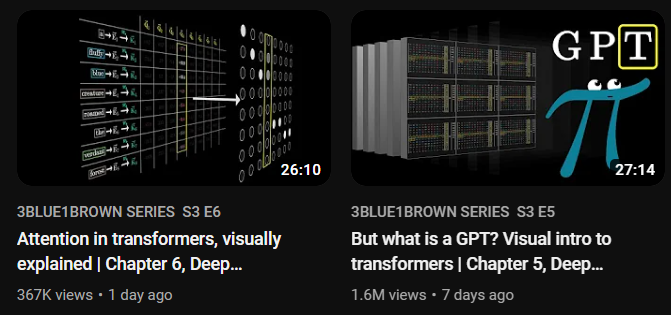 a
fluffy
blue
creature
roamed
the
verdant
forest
26:10
GPT
27:14
3BLUE1BROWN SERIES S3 E6
Attention in transformers, visually
explained | Chapter 6, Deep...
367K views • 1 day ago
3BLUE1BROWN SERIES S3 E5
But what is a GPT? Visual intro to
transformers | Chapter 5, Deep...
1.6M views • 7 days ago